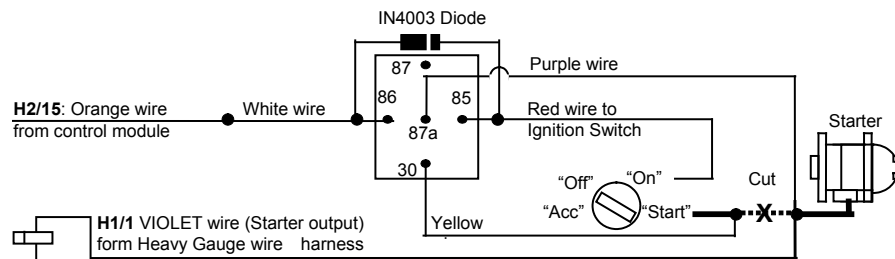 IN4003 Diode
87
Purple wire
86
85
H2/15: Orange wire
from control module
White wire
Red wire to
Ignition Switch
87a
Starter
30
“Off”
“On”
Cut
“Acc”
“Start”
X
H1/1 VIOLET wire (Starter output)
form Heavy Gauge wire harness
Yellow